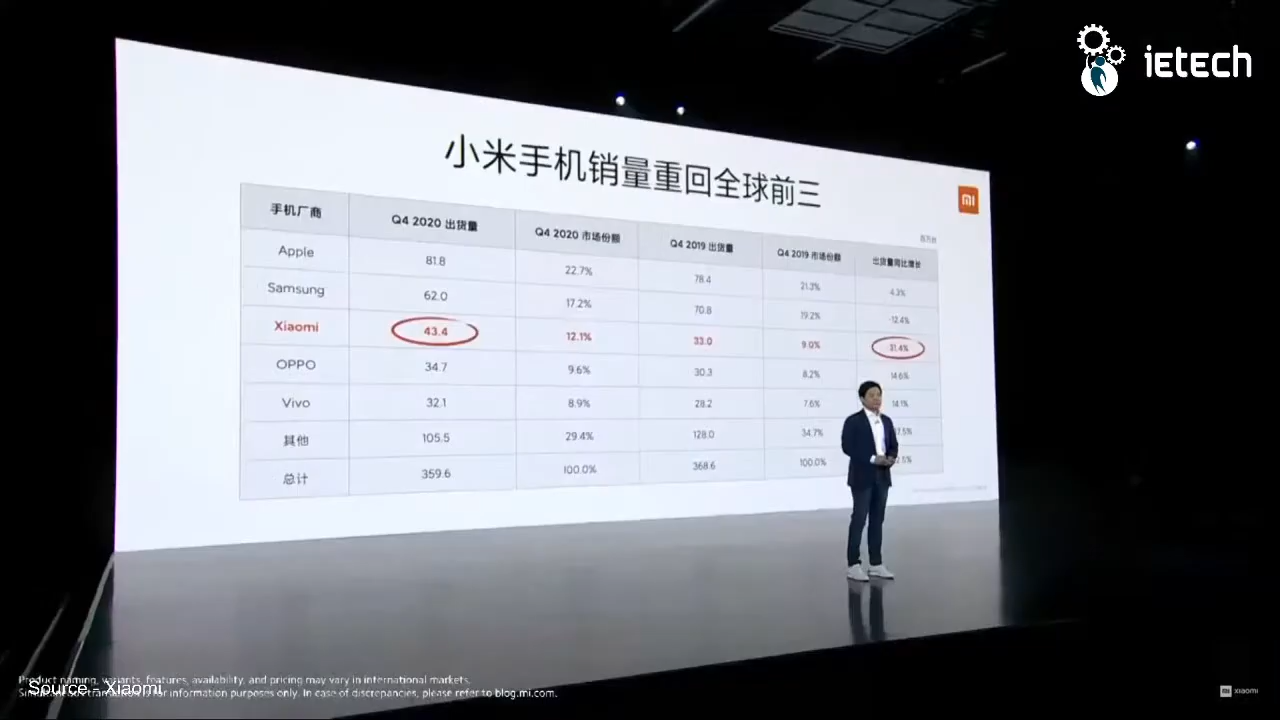 ietech
小米手机销量重回全球前三
mi
百万台
手机厂商 Q4 2020 出货量 Q4 2020 市场份额 Q4 2019 出货量 Q4 2019 市场份额 出货量同比增长
Apple 81.8 22.7% 78.4 21.3% 4.3%
Samsung 62.0 17.2% 70.8 19.2% -12.4%
Xiaomi 43.4 12.1% 33.0 9.0% 31.4%
OPPO 34.7 9.6% 30.3 8.2% 14.6%
Vivo 32.1 8.9% 28.2 7.6% 14.1%
其他 105.5 29.4% 128.0 34.7%
总计 359.6 100.0% 368.6 100.0%
Product naming, variants, features, availability, and pricing may vary in international markets.
Source - Xiaomi
Simultaneous translation is for information purposes only. In case of discrepancies, please refer to blog.mi.com.
mi xiaomi